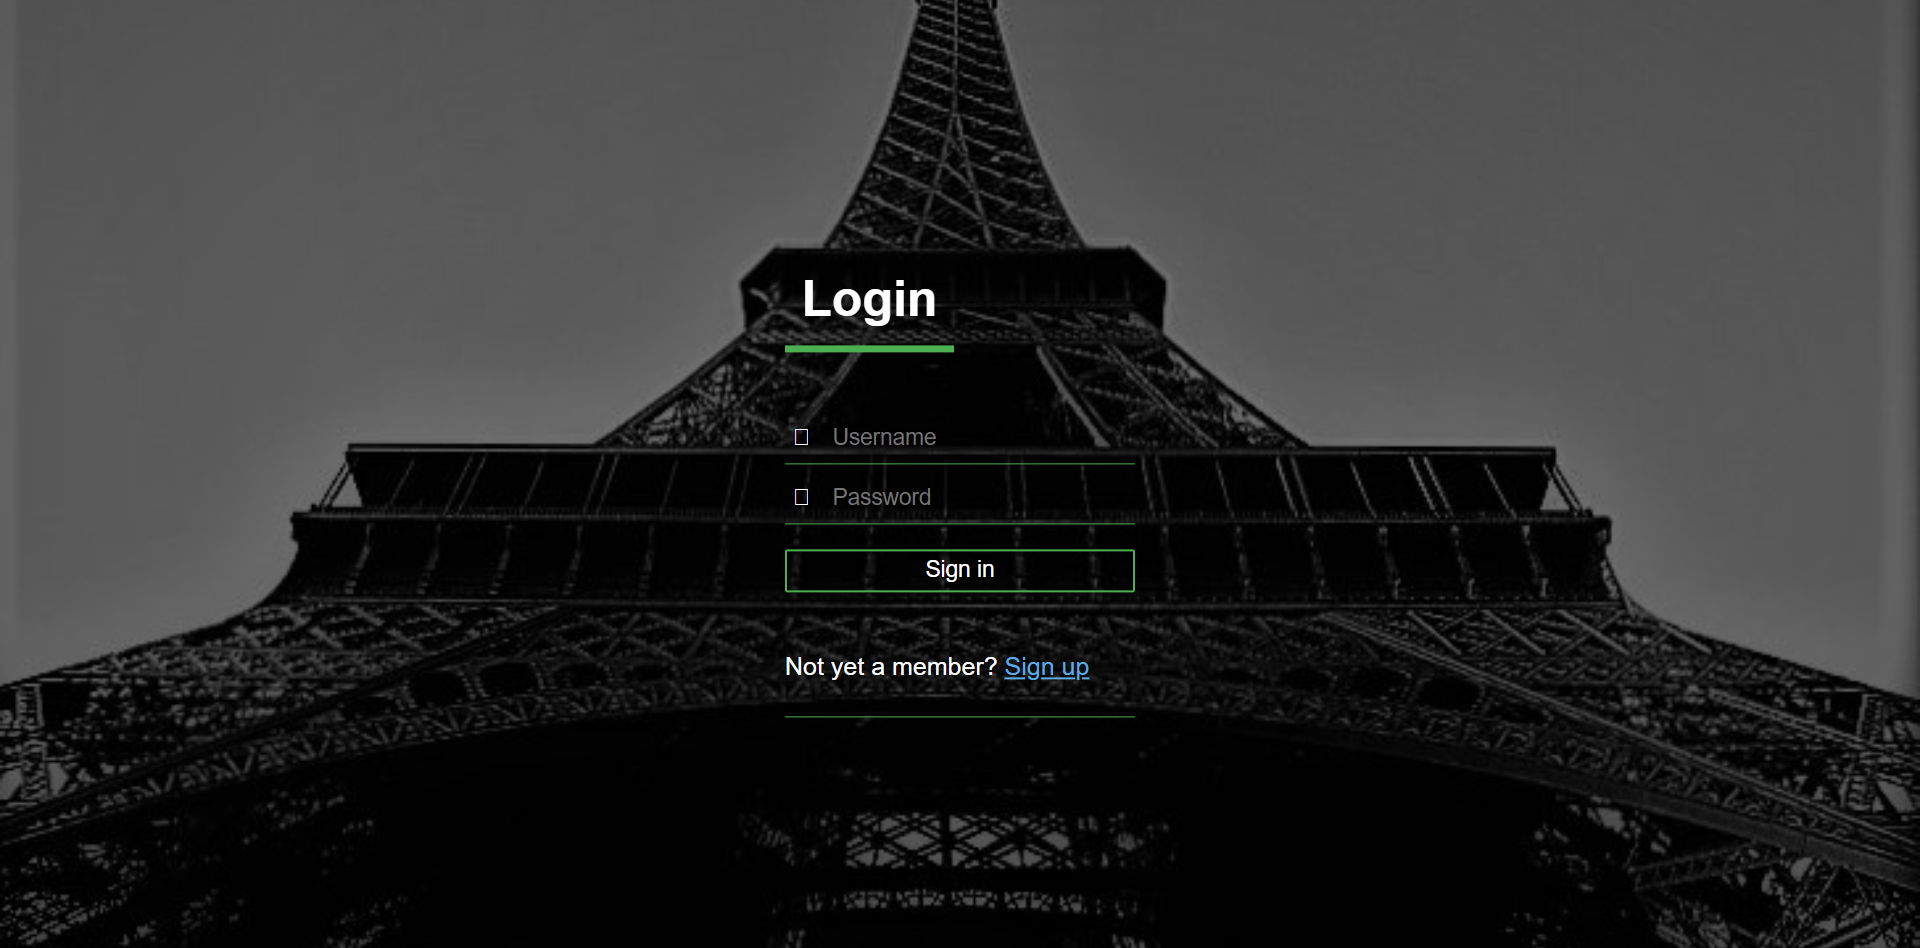 Login
Username
Password
Sign in
Not yet a member? Sign up